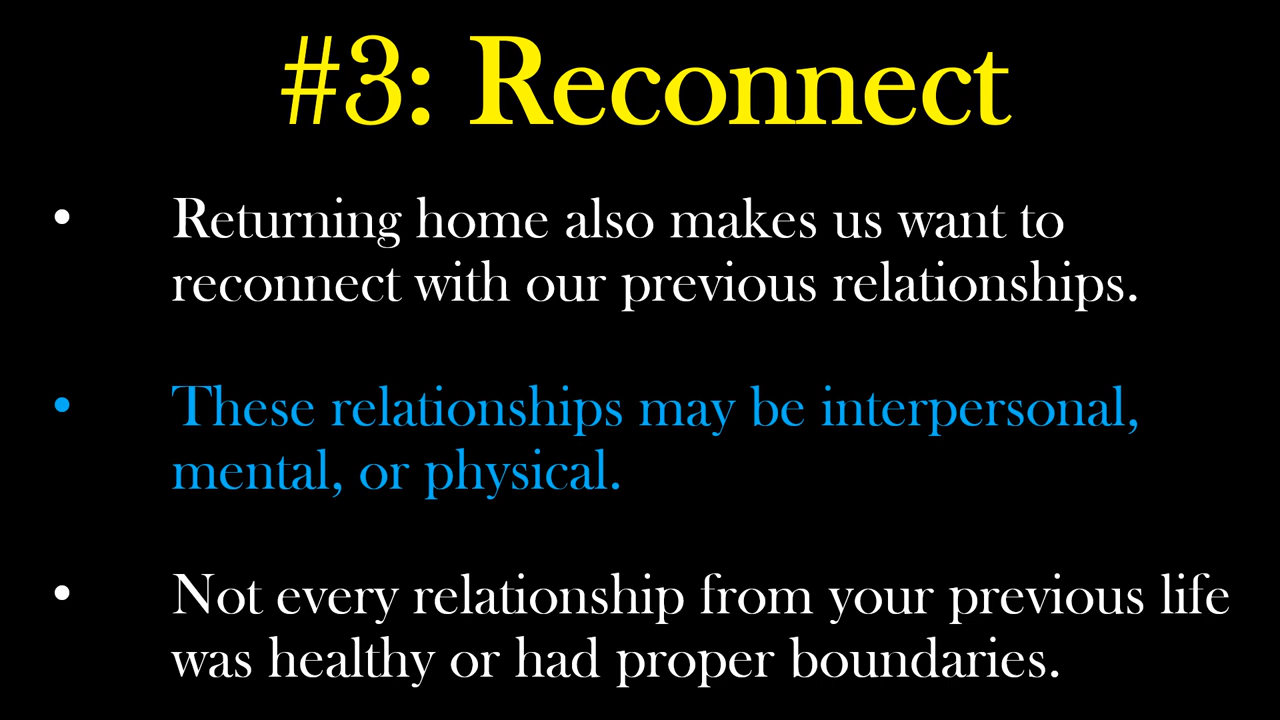 #3: Reconnect
• Returning home also makes us want to
reconnect with our previous relationships.
• These relationships may be interpersonal,
mental, or physical.
• Not every relationship from your previous life
was healthy or had proper boundaries.